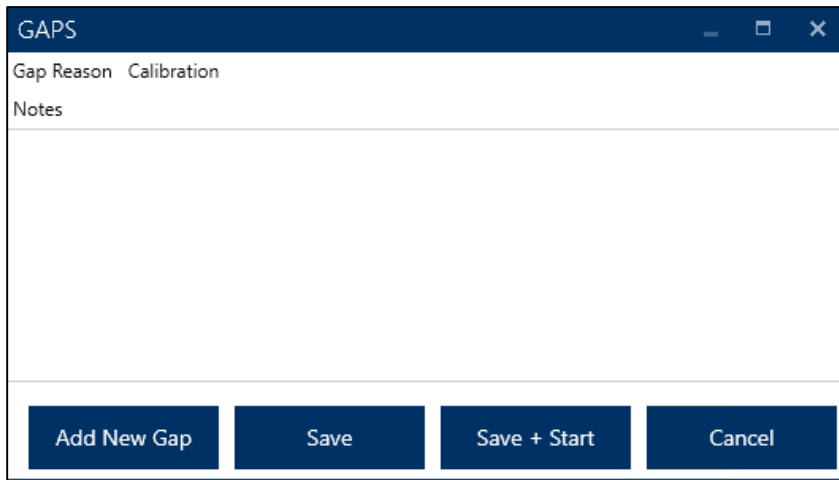 GAPS
Gap Reason Calibration
Notes
Add New Gap Save Save + Start Cancel